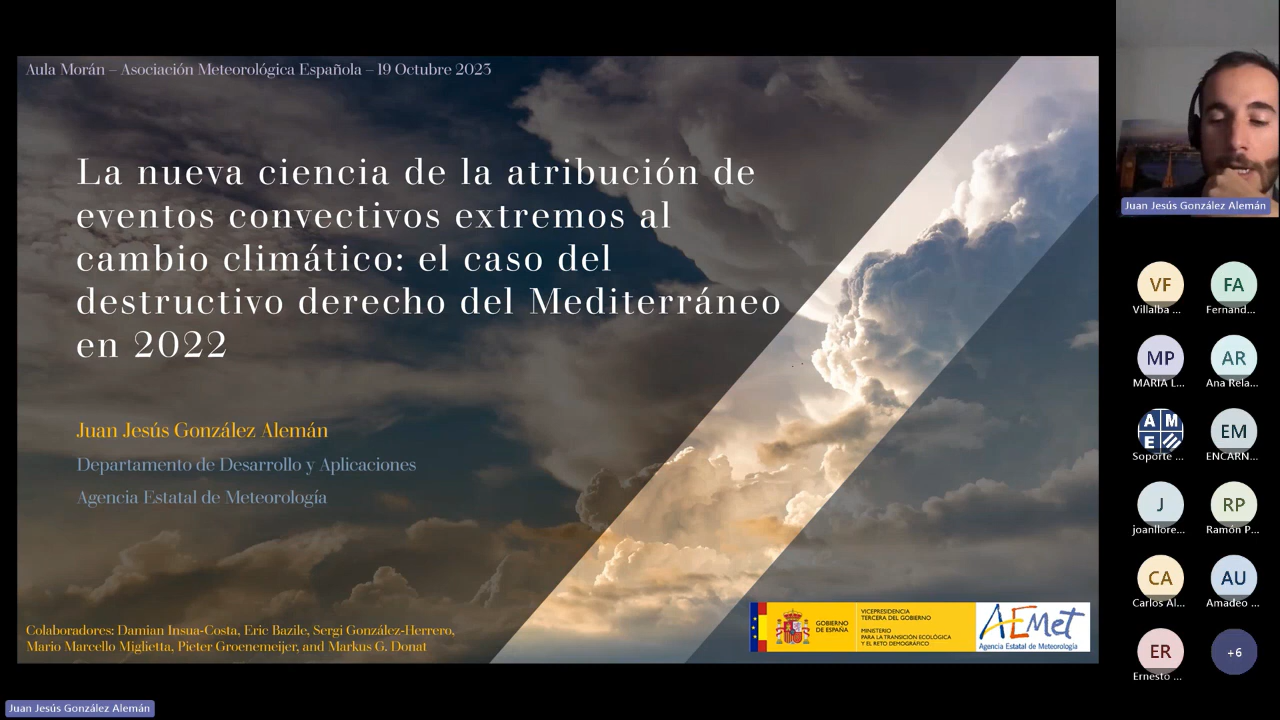 Aula Morán – Asociación Meteorológica Española – 19 Octubre 2023
La nueva ciencia de la atribución de
eventos convectivos extremos al
cambio climático: el caso del
destructivo derecho del Mediterráneo
en 2022
Juan Jesús González Alemán
Departamento de Desarrollo y Aplicaciones
Agencia Estatal de Meteorología
Colaboradores: Damian Insua-Costa, Eric Bazile, Sergi González-Herrero,
Mario Marcello Miglietta, Pieter Groenemeijer, and Markus G. Donat
GOBIERNO
DE ESPAÑA
VICEPRESIDENCIA
TERCERA DEL GOBIERNO
MINISTERIO
PARA LA TRANSICIÓN ECOLÓGICA
Y EL RETO DEMOGRÁFICO
AEMet
Agencia Estatal de Meteorología
Juan Jesús González Alemán
VF
Villalba ...
FA
Fernand...
MP
MARIA L...
AR
Ana Rela...
A M
E
Soporte ...
EM
ENCARN...
J
joanllore...
RP
Ramón P...
CA
Carlos Al...
AU
Amadeo ...
ER
Ernesto ...
+6
Juan Jesús González Alemán